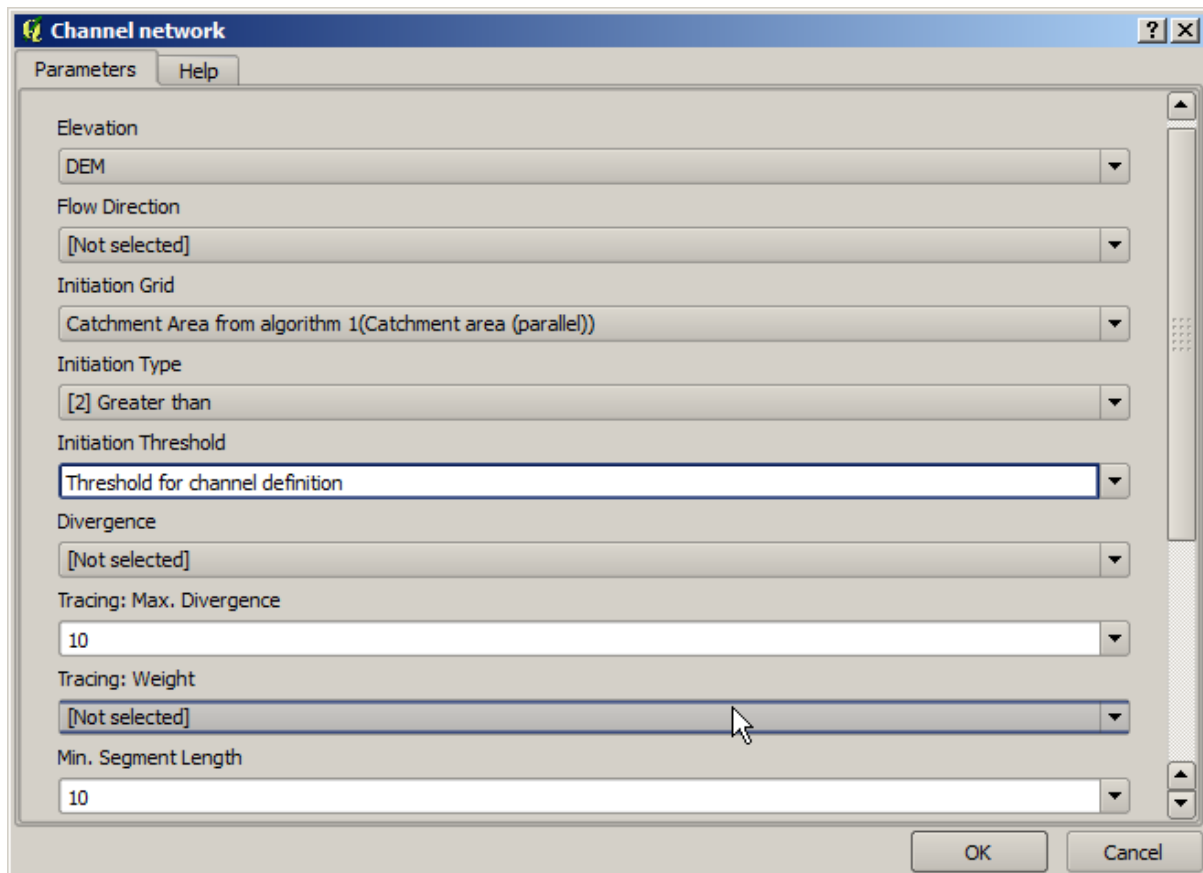 Channel network
Parameters Help
Elevation
DEM
Flow Direction
[Not selected]
Initiation Grid
Catchment Area from algorithm 1(Catchment area (parallel))
Initiation Type
[2] Greater than
Initiation Threshold
Threshold for channel definition
Divergence
[Not selected]
Tracing: Max. Divergence
10
Tracing: Weight
[Not selected]
Min. Segment Length
10
OK Cancel